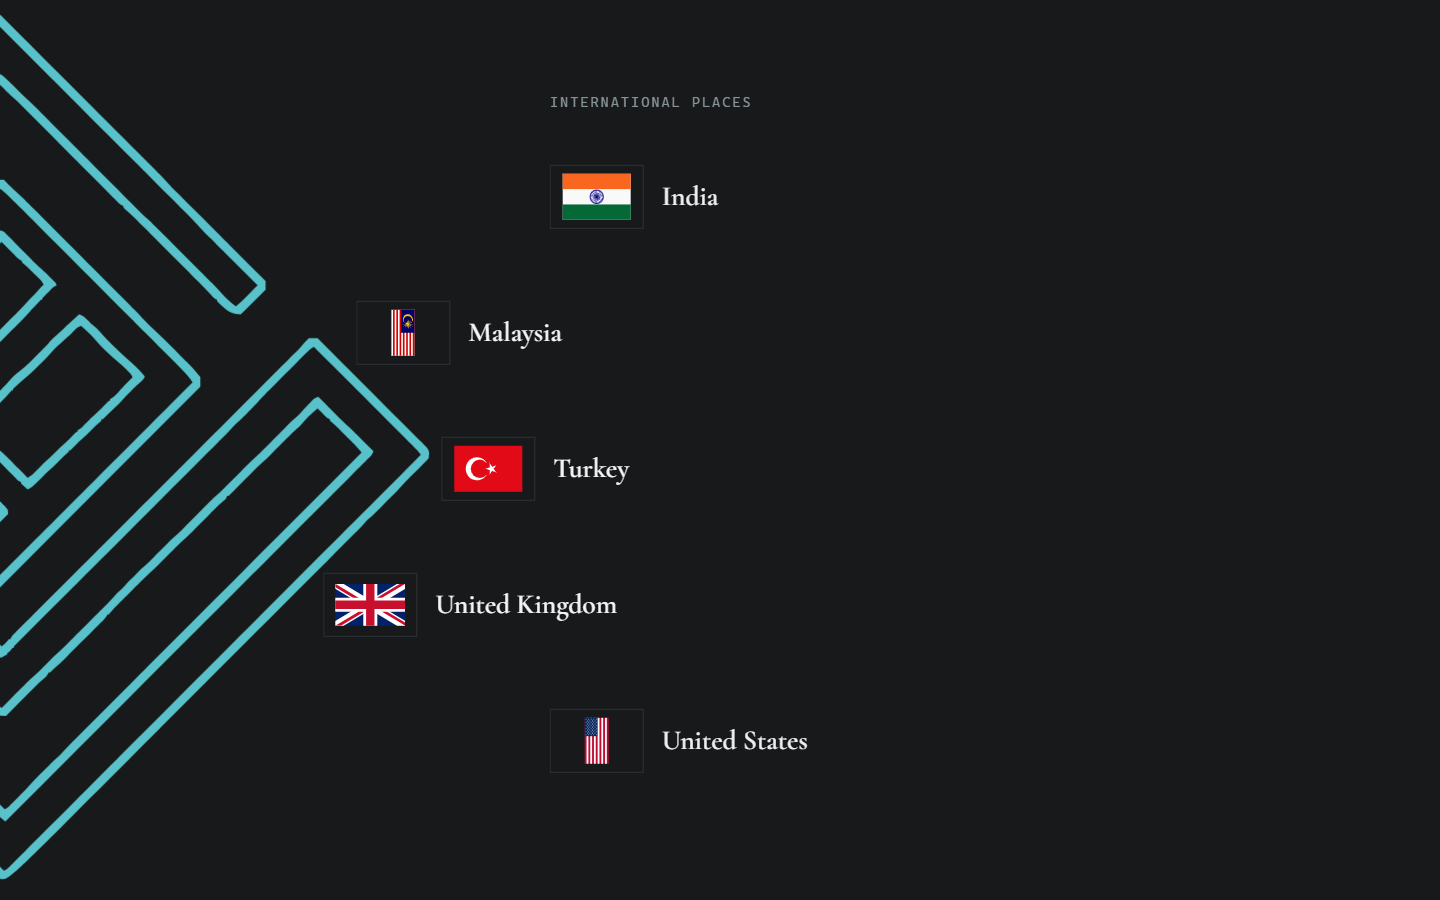 INTERNATIONAL PLACES
India
Malaysia
Turkey
United Kingdom
United States